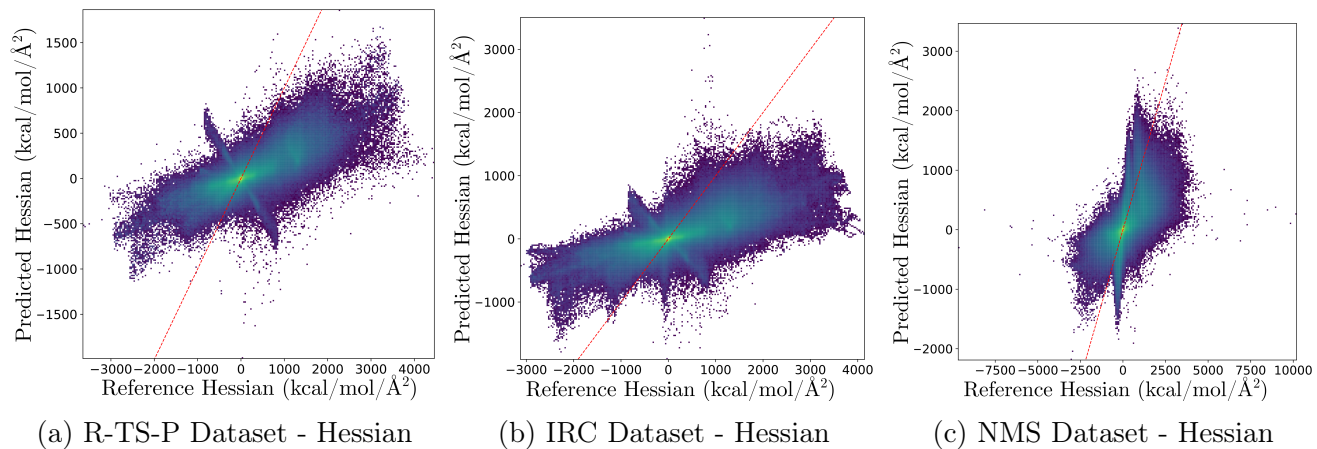 Predicted Hessian (kcal/mol/Å²)
1500
1000
500
0
−500
−1000
−1500
−3000 −2000 −1000 0 1000 2000 3000 4000
Reference Hessian (kcal/mol/Å²)
(a) R-TS-P Dataset - Hessian
Predicted Hessian (kcal/mol/Å²)
3000
2000
1000
0
−1000
−3000 −2000 −1000 0 1000 2000 3000 4000
Reference Hessian (kcal/mol/Å²)
(b) IRC Dataset - Hessian
Predicted Hessian (kcal/mol/Å²)
3000
2000
1000
0
−1000
−2000
−7500 −5000 −2500 0 2500 5000 7500 10000
Reference Hessian (kcal/mol/Å²)
(c) NMS Dataset - Hessian